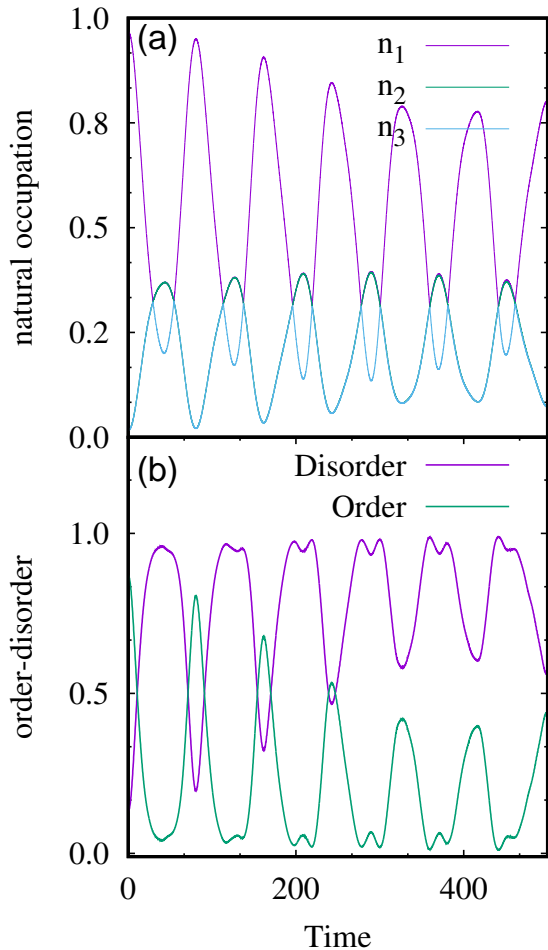 (a)
n1
n2
n3
1.0
0.8
0.5
0.2
0.0
natural occupation
(b)
Disorder
Order
1.0
0.5
0.0
order-disorder
0 200 400
Time